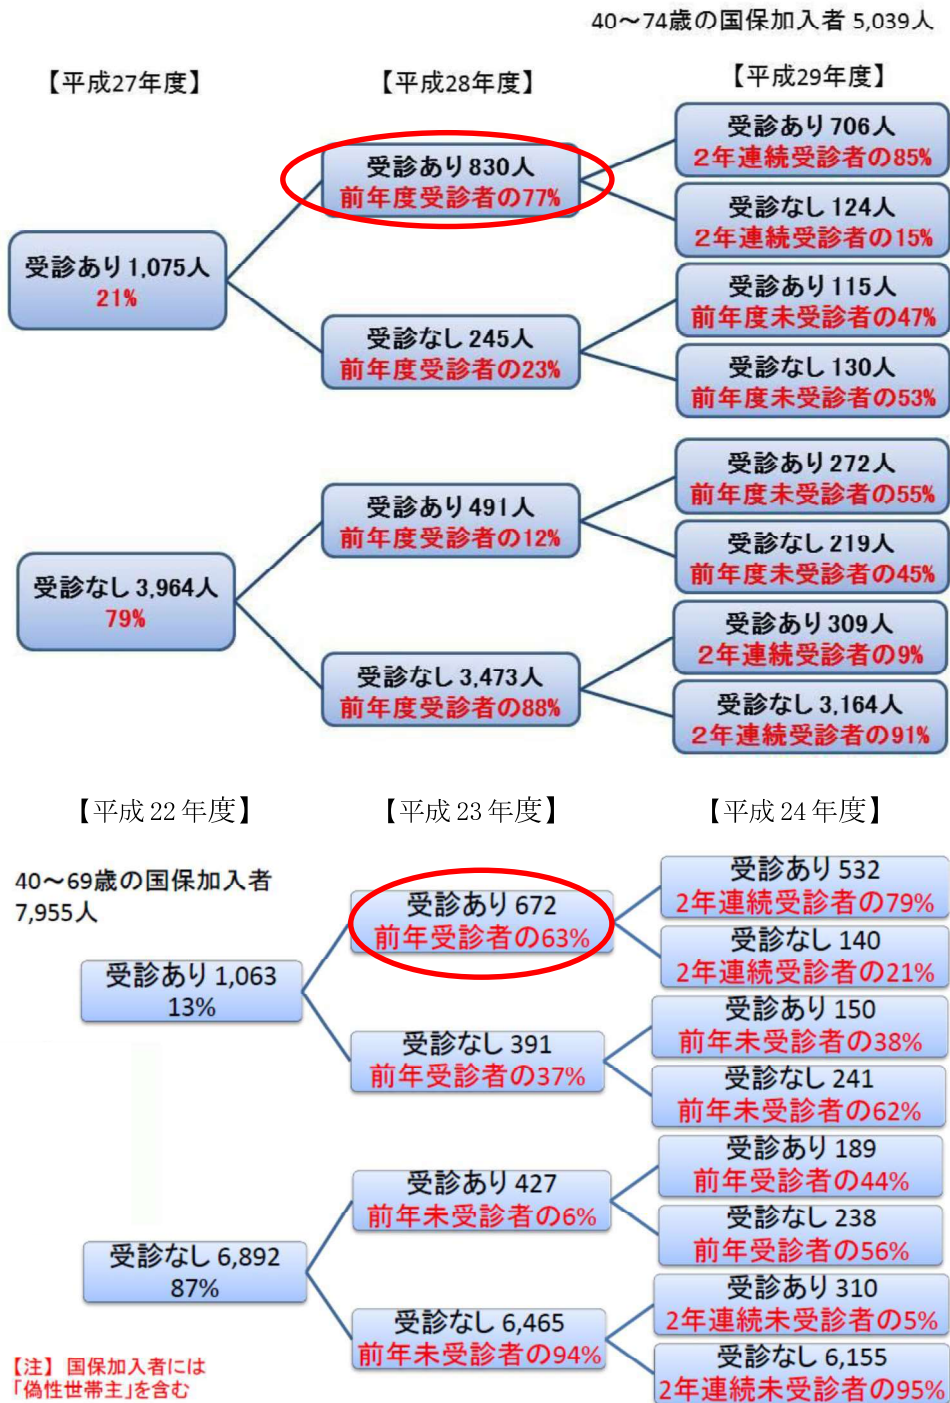 40～74歳の国保加入者 5,039人
【平成27年度】
【平成28年度】
【平成29年度】
受診あり 1,075人
21%
受診あり 830人
前年度受診者の77%
受診なし 245人
前年度受診者の23%
受診あり 706人
2年連続受診者の85%
受診なし 124人
2年連続受診者の15%
受診あり 115人
前年度未受診者の47%
受診なし 130人
前年度未受診者の53%
受診なし 3,964人
79%
受診あり 491人
前年度受診者の12%
受診なし 3,473人
前年度受診者の88%
受診あり 272人
前年度未受診者の55%
受診なし 219人
前年度未受診者の45%
受診あり 309人
2年連続受診者の9%
受診なし 3,164人
2年連続受診者の91%
【平成 22 年度】
【平成 23 年度】
【平成 24 年度】
40～69歳の国保加入者
7,955人
受診あり 1,063
13%
受診あり 672
前年受診者の63%
受診なし 391
前年受診者の37%
受診あり 532
2年連続受診者の79%
受診なし 140
2年連続受診者の21%
受診あり 150
前年未受診者の38%
受診なし 241
前年未受診者の62%
受診なし 6,892
87%
受診あり 427
前年未受診者の6%
受診なし 6,465
前年未受診者の94%
受診あり 189
前年受診者の44%
受診なし 238
前年受診者の56%
受診あり 310
2年連続未受診者の5%
受診なし 6,155
2年連続未受診者の95%
【注】国保加入者には
「偽性世帯主」を含む